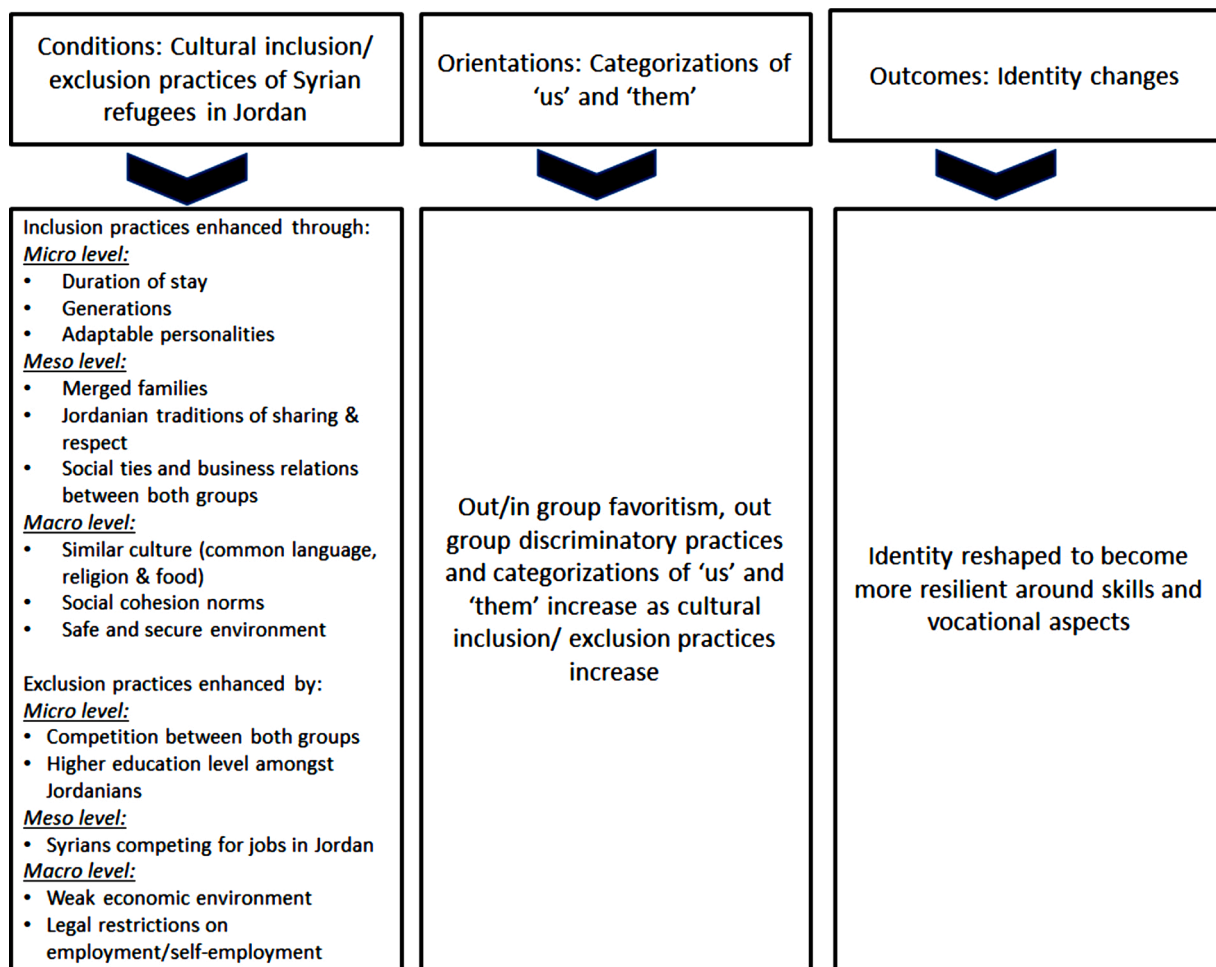 Conditions: Cultural inclusion/
exclusion practices of Syrian
refugees in Jordan
Orientations: Categorizations of
‘us’ and ‘them’
Outcomes: Identity changes
Inclusion practices enhanced through:
Micro level:
• Duration of stay
• Generations
• Adaptable personalities
Meso level:
• Merged families
• Jordanian traditions of sharing &
respect
• Social ties and business relations
between both groups
Macro level:
• Similar culture (common language,
religion & food)
• Social cohesion norms
• Safe and secure environment
Exclusion practices enhanced by:
Micro level:
• Competition between both groups
• Higher education level amongst
Jordanians
Meso level:
• Syrians competing for jobs in Jordan
Macro level:
• Weak economic environment
• Legal restrictions on
employment/self-employment
Out/in group favoritism, out
group discriminatory practices
and categorizations of ‘us’ and
‘them’ increase as cultural
inclusion/ exclusion practices
increase
Identity reshaped to become
more resilient around skills and
vocational aspects